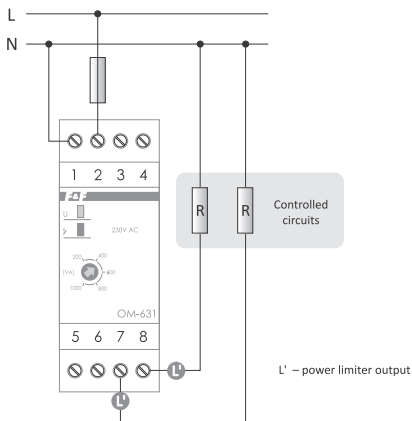 L
N
1 2 3 4
F&F
U
>
230V AC
200 400
(VA) 600
1000 800
OM-631
5 6 7 8
R R
Controlled
circuits
L'
L'
L' – power limiter output